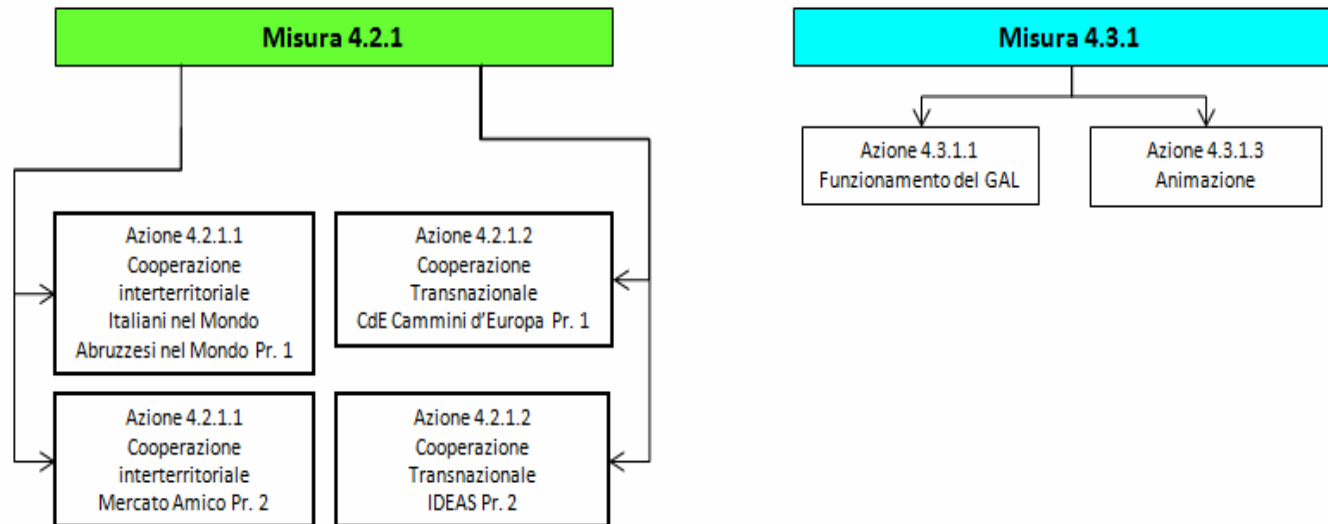 Misura 4.2.1
Misura 4.3.1
Azione 4.3.1.1
Funzionamento del GAL
Azione 4.3.1.3
Animazione
Azione 4.2.1.1
Cooperazione
interterritoriale
Italiani nel Mondo
Abruzzesi nel Mondo Pr. 1
Azione 4.2.1.2
Cooperazione
Transnazionale
CdE Cammini d'Europa Pr. 1
Azione 4.2.1.1
Cooperazione
interterritoriale
Mercato Amico Pr. 2
Azione 4.2.1.2
Cooperazione
Transnazionale
IDEAS Pr. 2